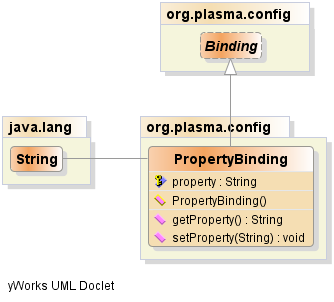 org.plasma.config
Binding
java.lang
String
org.plasma.config
PropertyBinding
property : String
PropertyBinding()
getProperty() : String
setProperty(String) : void
yWorks UML Doclet